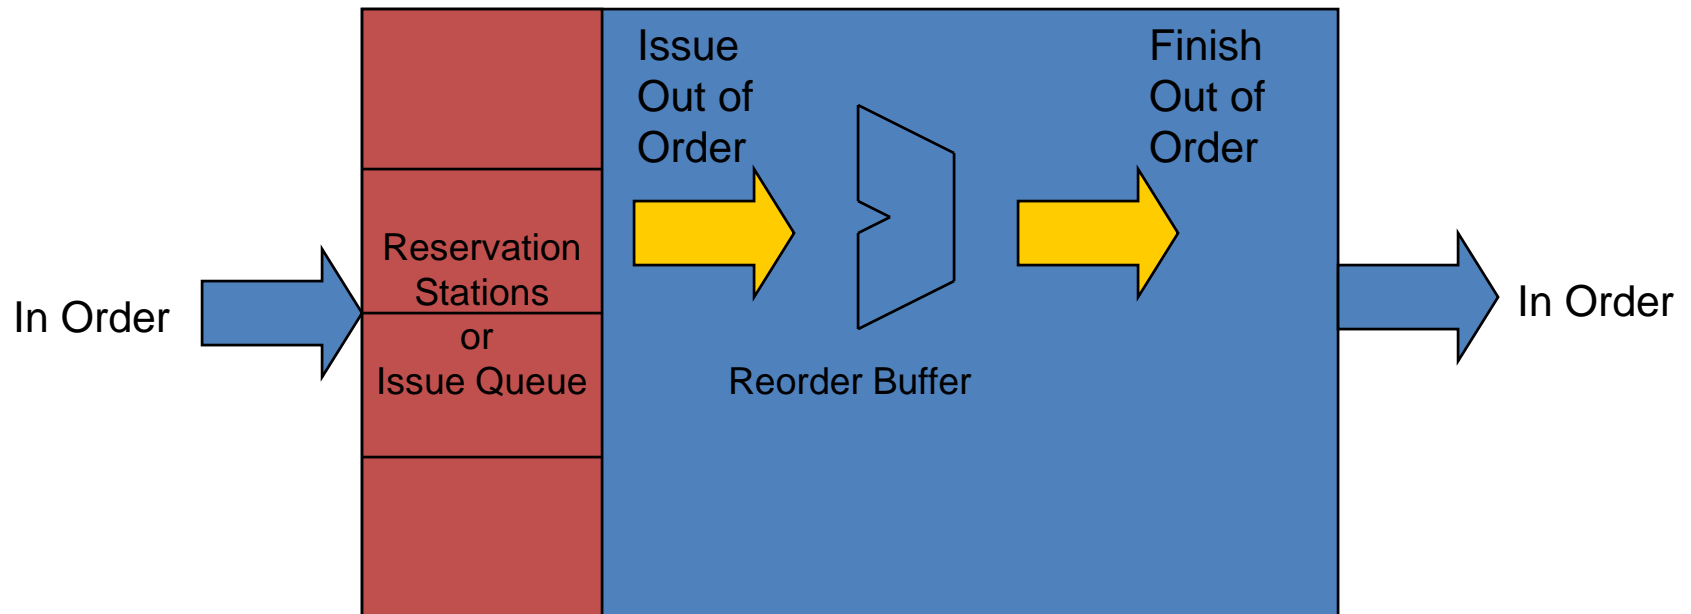 In Order
Reservation
Stations
or
Issue Queue
Issue
Out of
Order
Reorder Buffer
Finish
Out of
Order
In Order